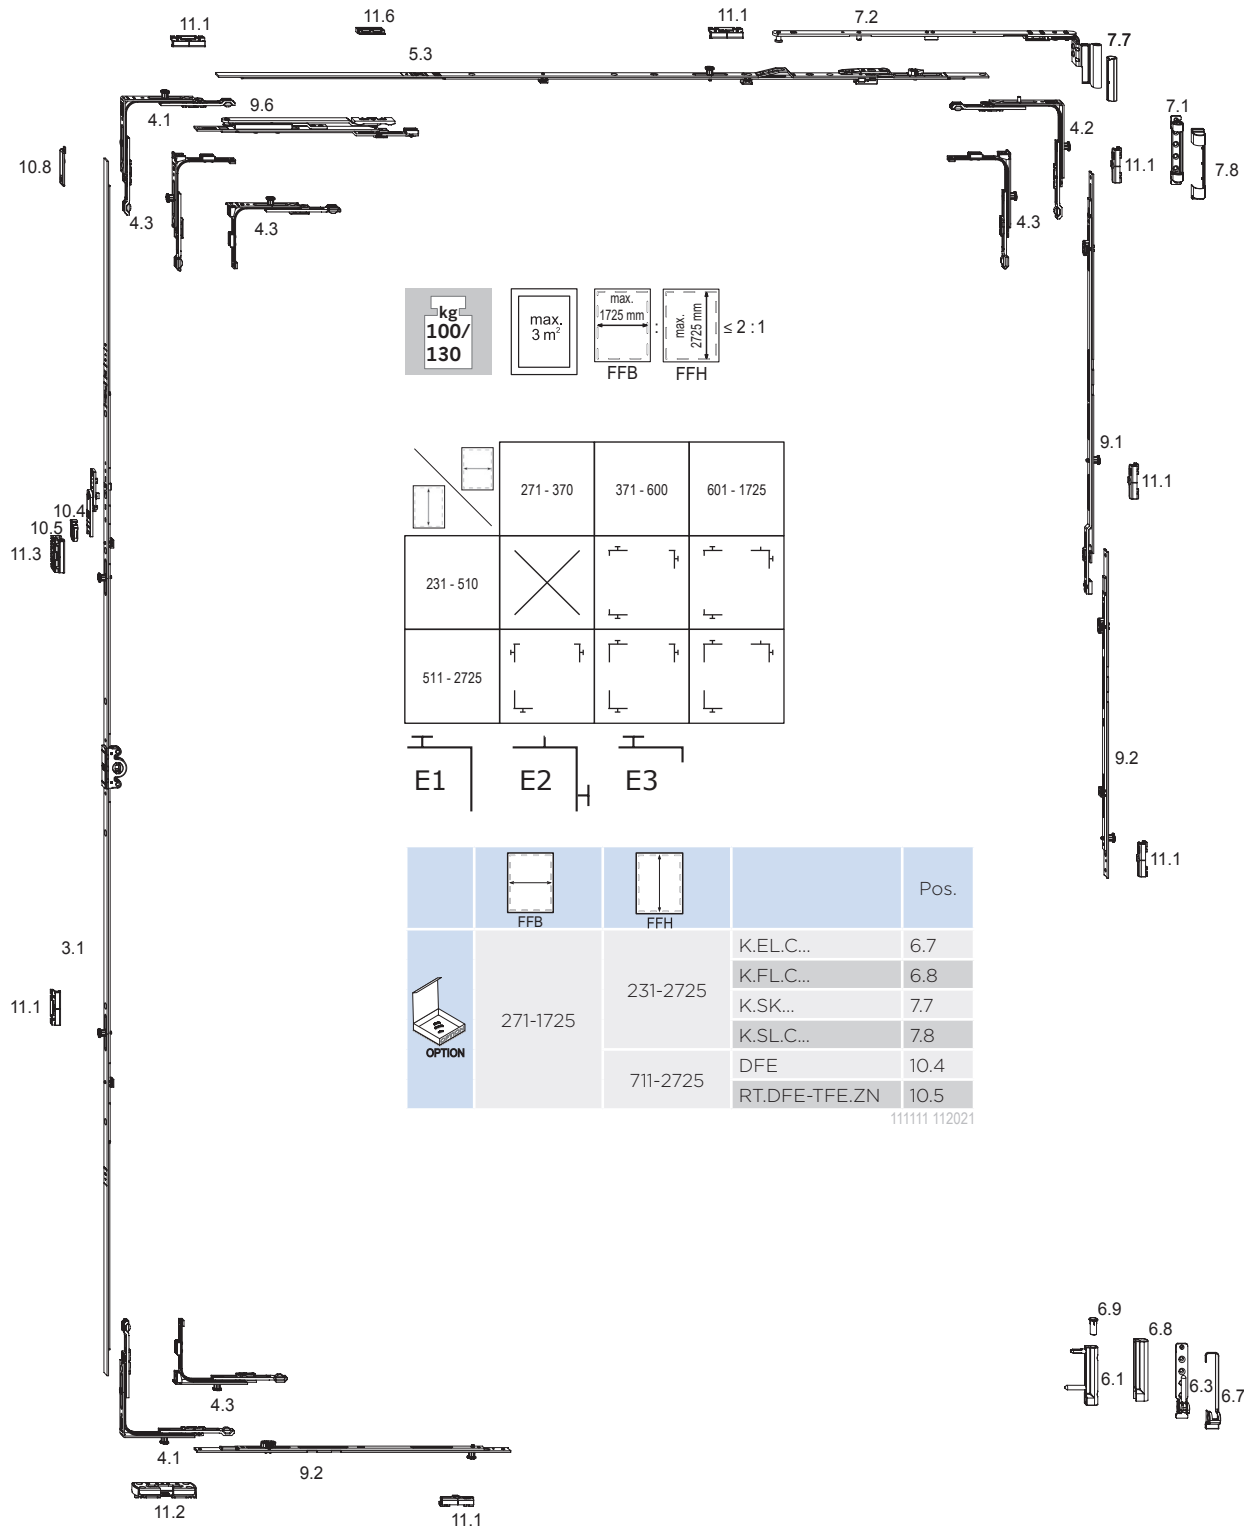 11.1
11.6
11.1
7.2
7.7
5.3
9.6
4.1
10.8
4.3
4.3
7.1
4.2
11.1
7.8
4.3
kg
100/
130
max.
3 m²
max.
1725 mm
FFB
:
max.
2725 mm
FFH
≤ 2 : 1
271 - 370
371 - 600
601 - 1725
231 - 510
511 - 2725
E1
E2
E3
9.1
11.1
10.4
10.5
11.3
9.2
11.1
3.1
11.1
FFB
FFH
Pos.
OPTION
271-1725
231-2725
K.EL.C... 6.7
K.FL.C... 6.8
K.SK... 7.7
K.SL.C... 7.8
711-2725
DFE 10.4
RT.DFE-TFE.ZN 10.5
111111 112021
4.3
4.1
9.2
11.2
11.1
6.9
6.8
6.1
6.3
6.7